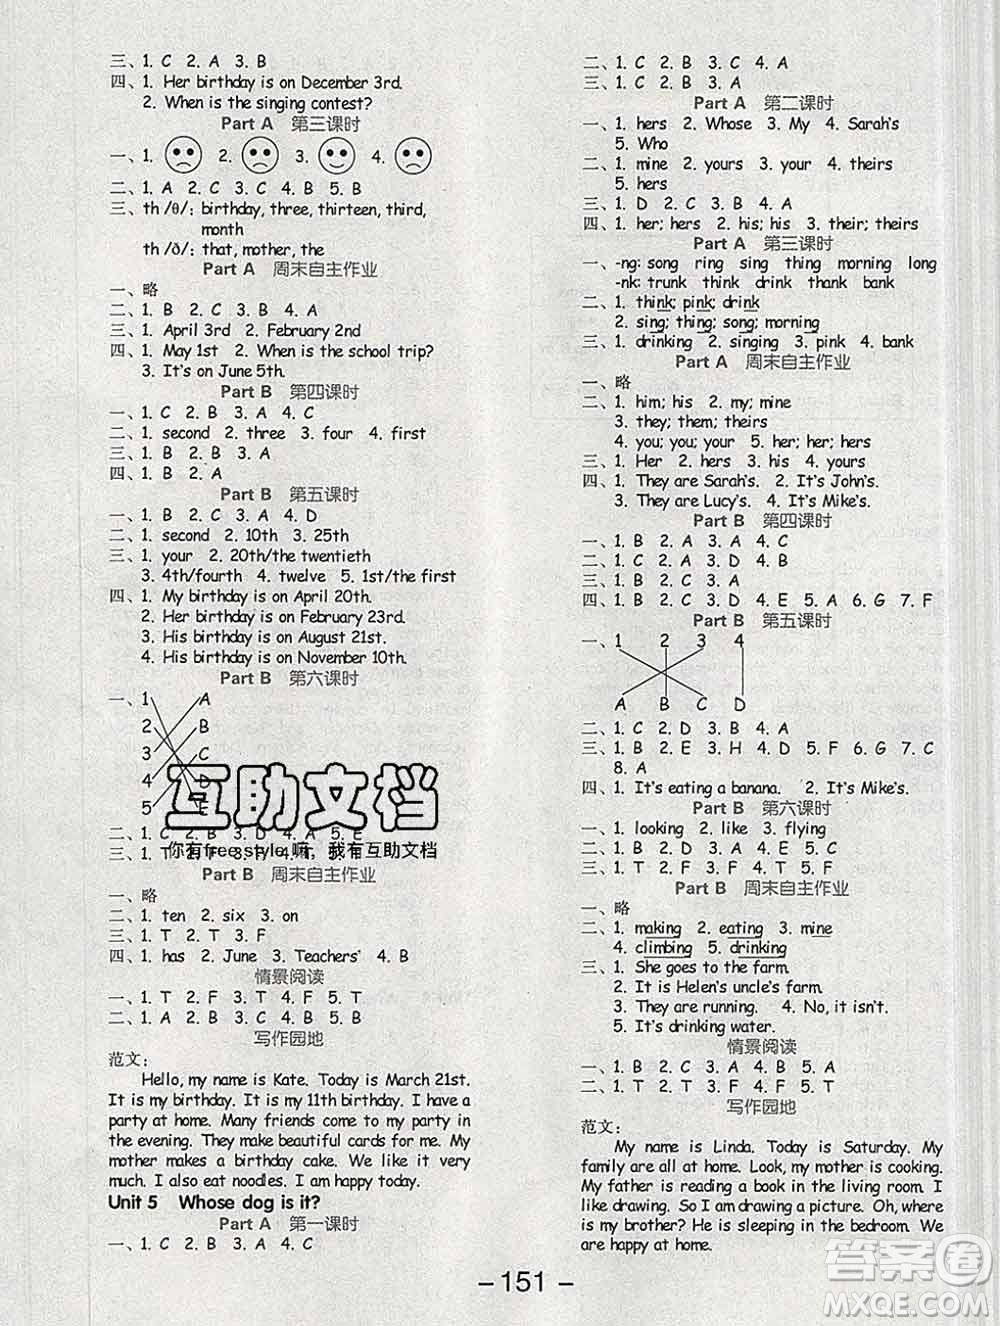 三、1. C  2. A  3. B
四、1. Her birthday is on December 3rd.
2. When is the singing contest?
Part A 第三课时
一、1. 2. 3. 4.
二、1. A  2. C  3. C  4. B  5. B
三、th /θ/: birthday, three, thirteen, third,
month
th /ð/: that, mother, the
Part A 周末自主作业
一、略
二、1. B  2. C  3. B  4. A
三、1. April 3rd  2. February 2nd
四、1. May 1st  2. When is the school trip?
3. It's on June 5th.
Part B 第四课时
一、1. C  2. B  3. A  4. C
二、1. second  2. three  3. four  4. first
三、1. B  2. B  3. A
四、1. B  2. A
Part B 第五课时
一、1. B  2. C  3. A  4. D
二、1. second  2. 10th  3. 25th
三、1. your  2. 20th/the twentieth
3. 4th/fourth  4. twelve  5. 1st/the first
四、1. My birthday is on April 20th.
2. Her birthday is on February 23rd.
3. His birthday is on August 21st.
4. His birthday is on November 10th.
Part B 第六课时
一、1 A
2 B
3 C
4 D
5 E
互助文档
二、1. C  2. B  3. D  4. A  5. E
你有free style 嘛，我有互助文档
三、1. T  2. F  3. T  4. F  5. T
Part B 周末自主作业
一、略
二、1. ten  2. six  3. on
三、1. T  2. T  3. F
四、1. has  2. June  3. Teachers'  4. B
情景阅读
一、1. T  2. F  3. T  4. F  5. T
二、1. A  2. B  3. C  4. B  5. B
写作园地
范文：
Hello, my name is Kate. Today is March 21st.
It is my birthday. It is my 11th birthday. I have a
party at home. Many friends come to my party
in the evening. They make beautiful cards for me. My
mother makes a birthday cake. We like it very
much. I also eat noodles. I am happy today.
Unit 5 Whose dog is it?
Part A 第一课时
一、1. C  2. B  3. A  4. C
二、1. C  2. B  3. C  4. A
三、1. C  2. B  3. A
Part A 第二课时
一、1. hers  2. Whose  3. My  4. Sarah's
5. Who
二、1. mine  2. yours  3. your  4. theirs
5. hers
三、1. D  2. C  3. B  4. A
四、1. her; hers  2. his; his  3. their; theirs
Part A 第三课时
一、-ng: song ring sing thing morning long
-nk: trunk think drink thank bank
二、1. think; pink; drink
2. sing; thing; song; morning
三、1. drinking  2. singing  3. pink  4. bank
Part A 周末自主作业
一、略
二、1. him; his  2. my; mine
3. they; them; theirs
4. you; you; your  5. her; her; hers
三、1. Her  2. hers  3. his  4. yours
四、1. They are Sarah's.  2. It's John's.
3. They are Lucy's.  4. It's Mike's.
Part B 第四课时
一、1. B  2. A  3. A  4. C
二、1. B  2. C  3. A  3. D  4. A
三、1. B  2. C  3. A
四、1. B  2. C  3. D  4. E  5. A  6. G  7. F
Part B 第五课时
一、1 2 3 4
A B C D
二、1. C  2. D  3. B  4. A
三、1. B  2. E  3. H  4. D  5. F  6. G  7. C
8. A
四、1. It's eating a banana.  2. It's Mike's.
Part B 第六课时
一、1. looking  2. like  3. flying
二、1. B  2. C  3. E  4. D  5. A
三、1. T  2. F  3. F  4. T  5. F
Part B 周末自主作业
一、略
二、1. making  2. eating  3. mine
4. climbing  5. drinking
三、1. She goes to the farm.
2. It is Helen's uncle's farm.
3. They are running.  4. No, it isn't.
5. It's drinking water.
情景阅读
一、1. B  2. C  3. A  4. B  5. A
二、1. T  2. F  3. F  4. F  5. T
写作园地
范文：
My name is Linda. Today is Saturday. My
family are all at home. Look, my mother is cooking.
My father is reading a book in the living room. I
like drawing. So I am drawing a picture. Oh, where
is my brother? He is sleeping in the bedroom. We
are happy at home.
- 151 -
答案圈
MXQE.COM